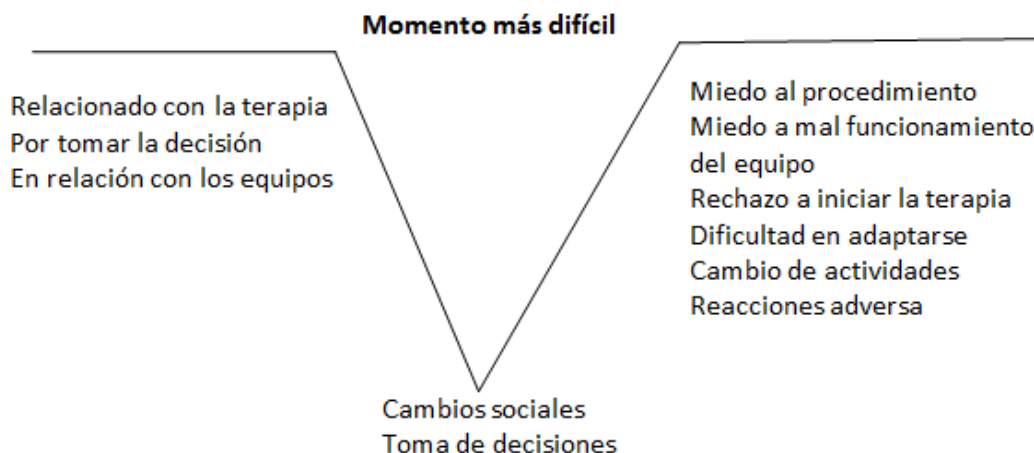 Momento más difícil
Relacionado con la terapia
Por tomar la decisión
En relación con los equipos
Miedo al procedimiento
Miedo a mal funcionamiento
del equipo
Rechazo a iniciar la terapia
Dificultad en adaptarse
Cambio de actividades
Reacciones adversa
Cambios sociales
Toma de decisiones